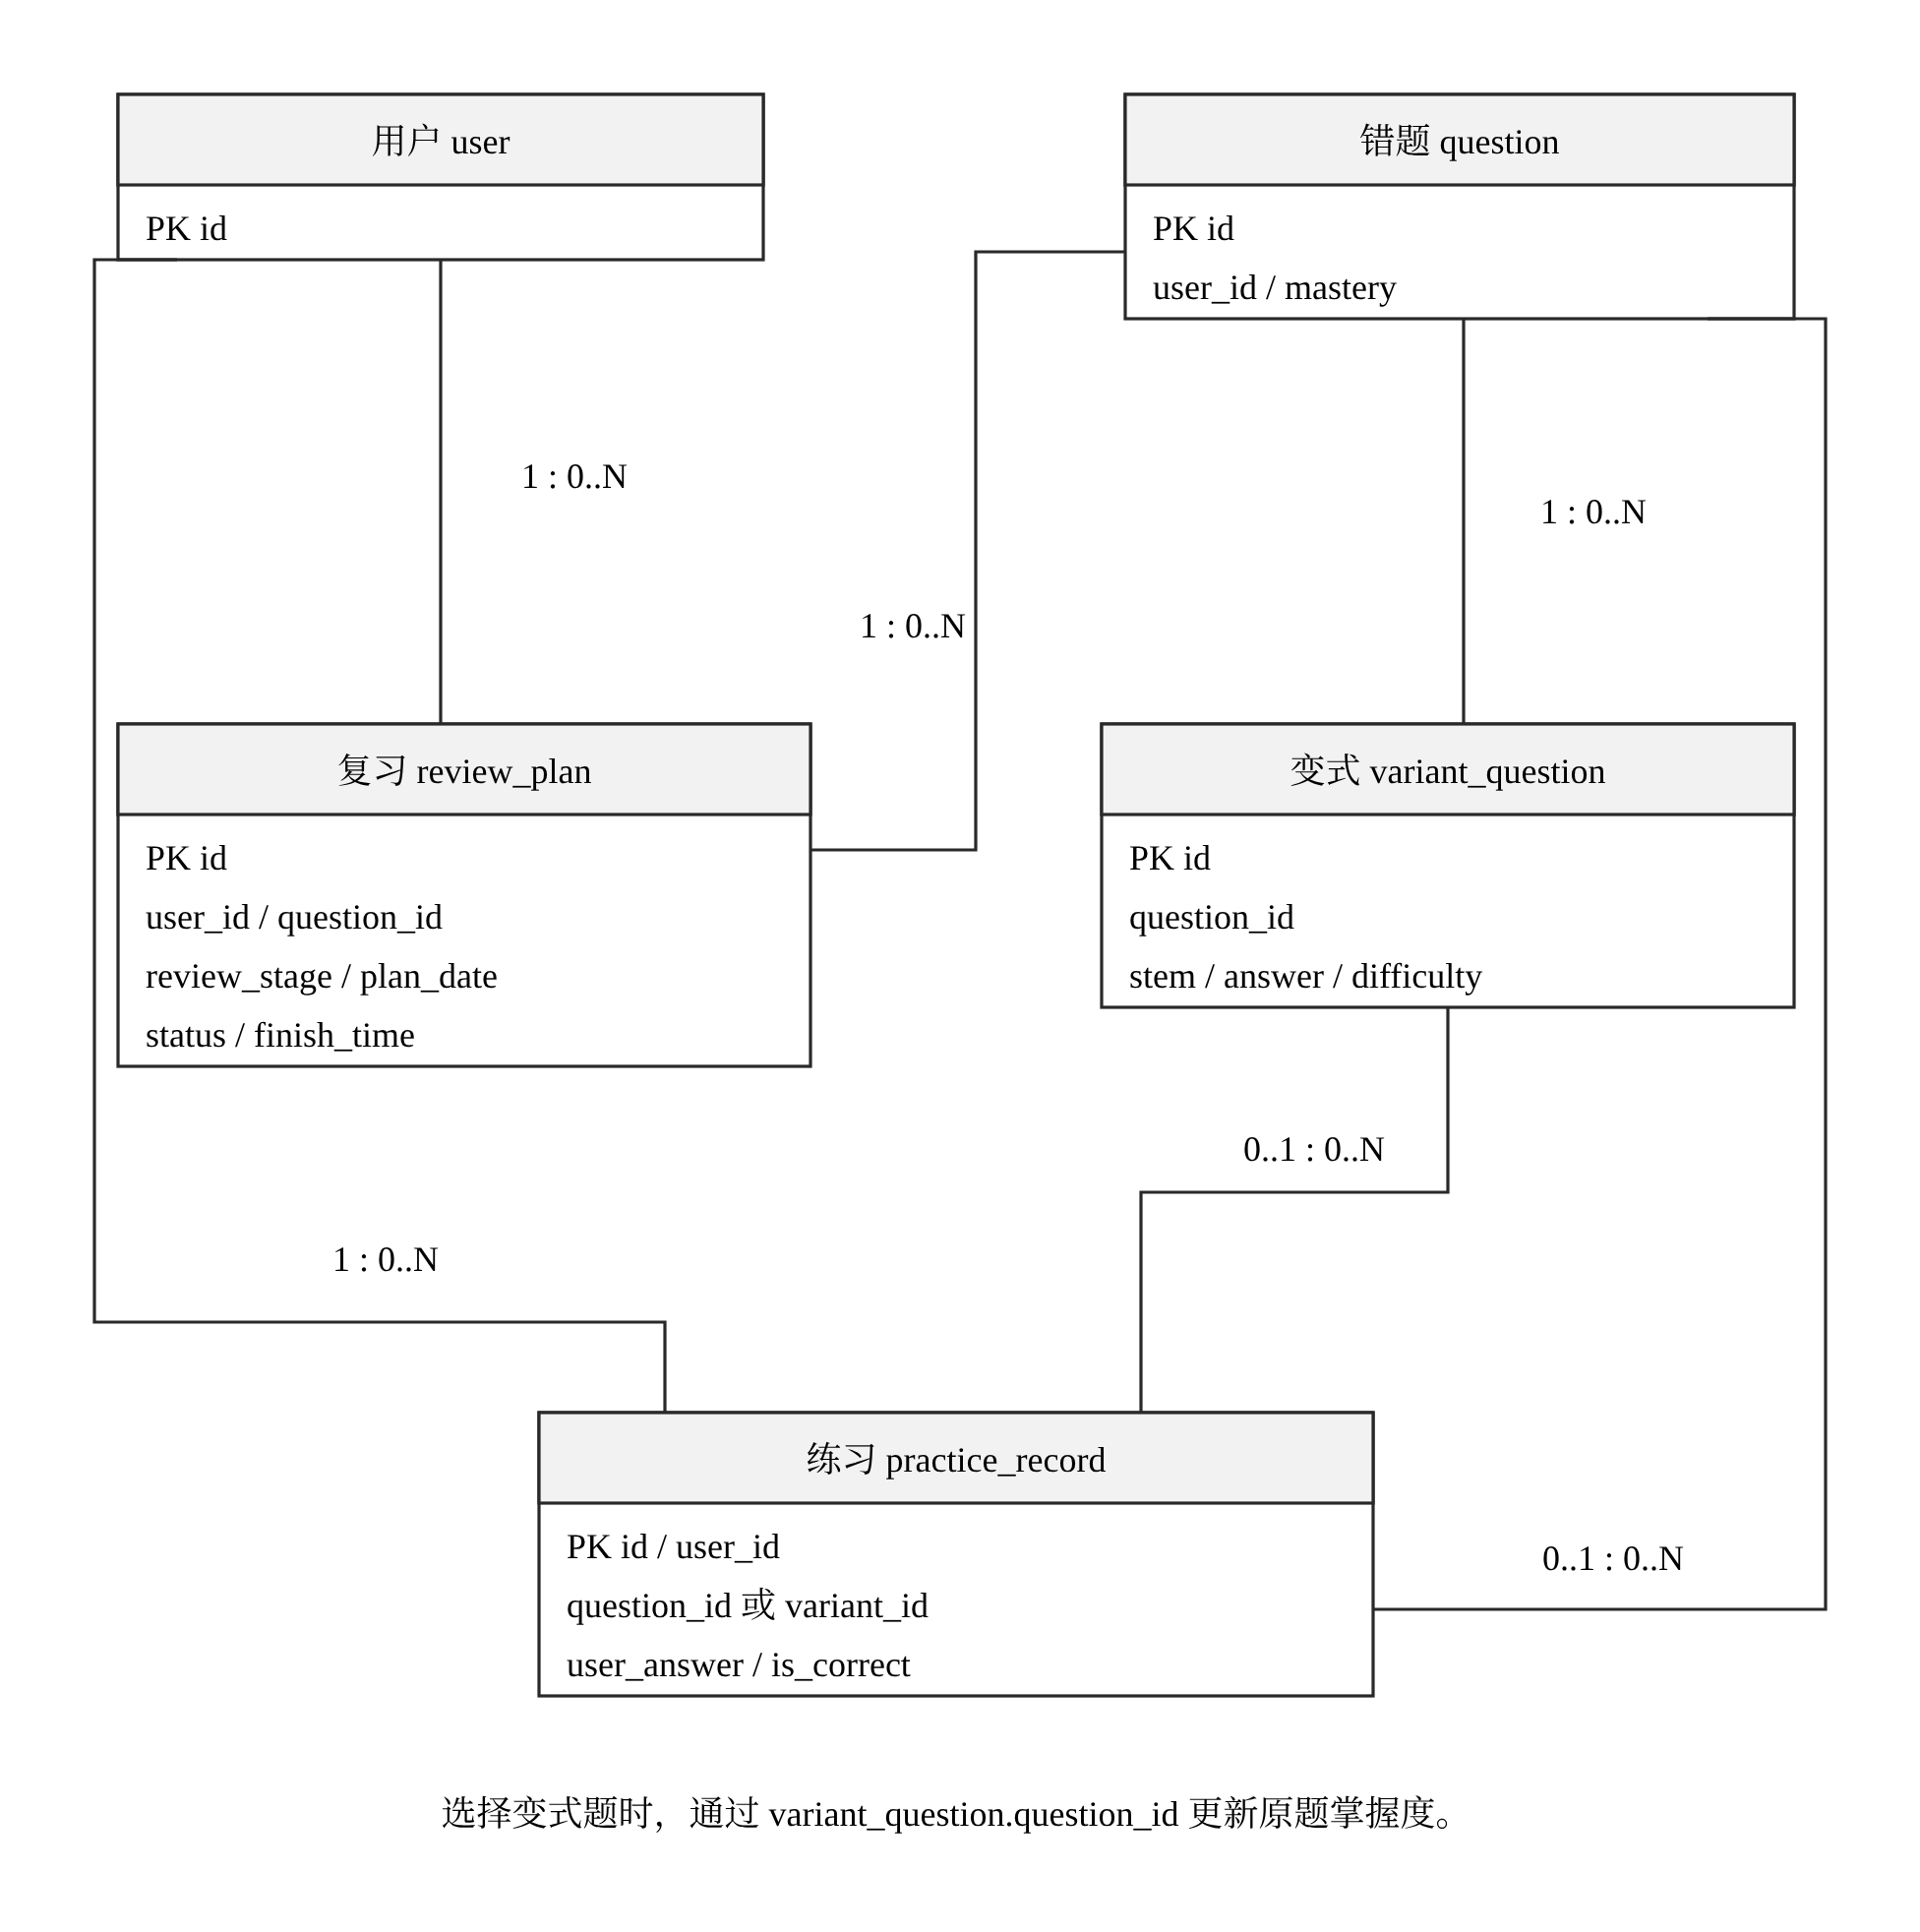 用户 user
PK id
错题 question
PK id
user_id / mastery
1 : 0..N
1 : 0..N
1 : 0..N
复习 review_plan
PK id
user_id / question_id
review_stage / plan_date
status / finish_time
变式 variant_question
PK id
question_id
stem / answer / difficulty
0..1 : 0..N
1 : 0..N
练习 practice_record
PK id / user_id
question_id 或 variant_id
user_answer / is_correct
0..1 : 0..N
选择变式题时，通过 variant_question.question_id 更新原题掌握度。